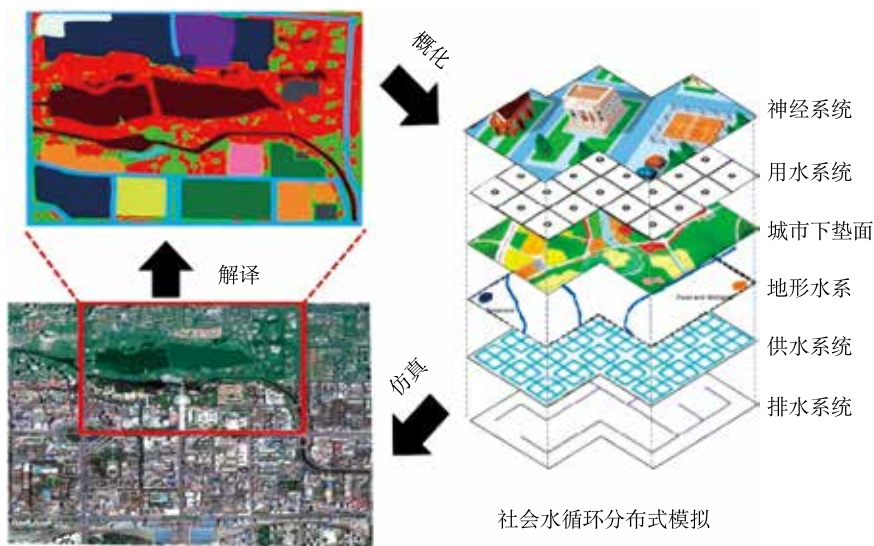 概化
神经系统
用水系统
城市下垫面
解译
地形水系
供水系统
仿真
排水系统
社会水循环分布式模拟